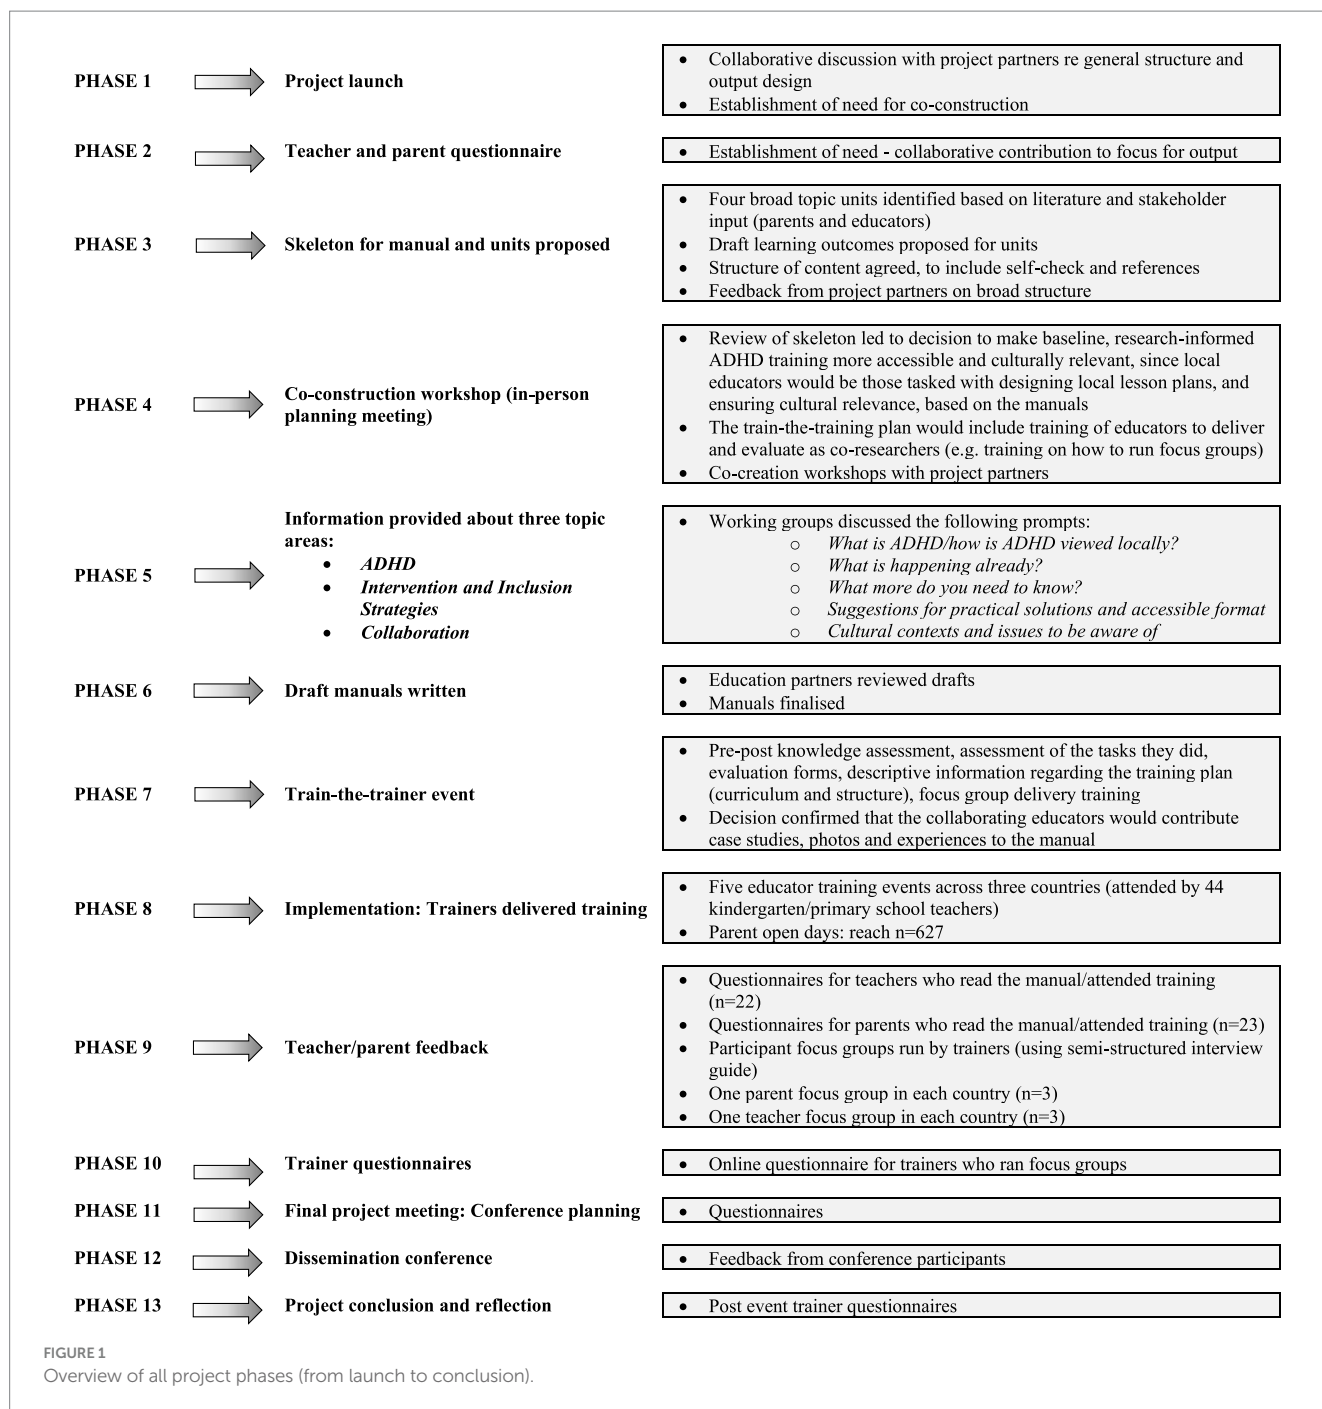 PHASE 1
Project launch
• Collaborative discussion with project partners re general structure and
output design
• Establishment of need for co-construction
PHASE 2
Teacher and parent questionnaire
• Establishment of need - collaborative contribution to focus for output
PHASE 3
Skeleton for manual and units proposed
• Four broad topic units identified based on literature and stakeholder
input (parents and educators)
• Draft learning outcomes proposed for units
• Structure of content agreed, to include self-check and references
• Feedback from project partners on broad structure
PHASE 4
Co-construction workshop (in-person
planning meeting)
• Review of skeleton led to decision to make baseline, research-informed
ADHD training more accessible and culturally relevant, since local
educators would be those tasked with designing local lesson plans, and
ensuring cultural relevance, based on the manuals
• The train-the-training plan would include training of educators to deliver
and evaluate as co-researchers (e.g. training on how to run focus groups)
• Co-creation workshops with project partners
PHASE 5
Information provided about three topic
areas:
• ADHD
• Intervention and Inclusion
Strategies
• Collaboration
• Working groups discussed the following prompts:
o What is ADHD/how is ADHD viewed locally?
o What is happening already?
o What more do you need to know?
o Suggestions for practical solutions and accessible format
o Cultural contexts and issues to be aware of
PHASE 6
Draft manuals written
• Education partners reviewed drafts
• Manuals finalised
PHASE 7
Train-the-trainer event
• Pre-post knowledge assessment, assessment of the tasks they did,
evaluation forms, descriptive information regarding the training plan
(curriculum and structure), focus group delivery training
• Decision confirmed that the collaborating educators would contribute
case studies, photos and experiences to the manual
PHASE 8
Implementation: Trainers delivered training
• Five educator training events across three countries (attended by 44
kindergarten/primary school teachers)
• Parent open days: reach n=627
PHASE 9
Teacher/parent feedback
• Questionnaires for teachers who read the manual/attended training
(n=22)
• Questionnaires for parents who read the manual/attended training (n=23)
• Participant focus groups run by trainers (using semi-structured interview
guide)
• One parent focus group in each country (n=3)
• One teacher focus group in each country (n=3)
PHASE 10
Trainer questionnaires
• Online questionnaire for trainers who ran focus groups
PHASE 11
Final project meeting: Conference planning
• Questionnaires
PHASE 12
Dissemination conference
• Feedback from conference participants
PHASE 13
Project conclusion and reflection
• Post event trainer questionnaires
FIGURE 1
Overview of all project phases (from launch to conclusion).